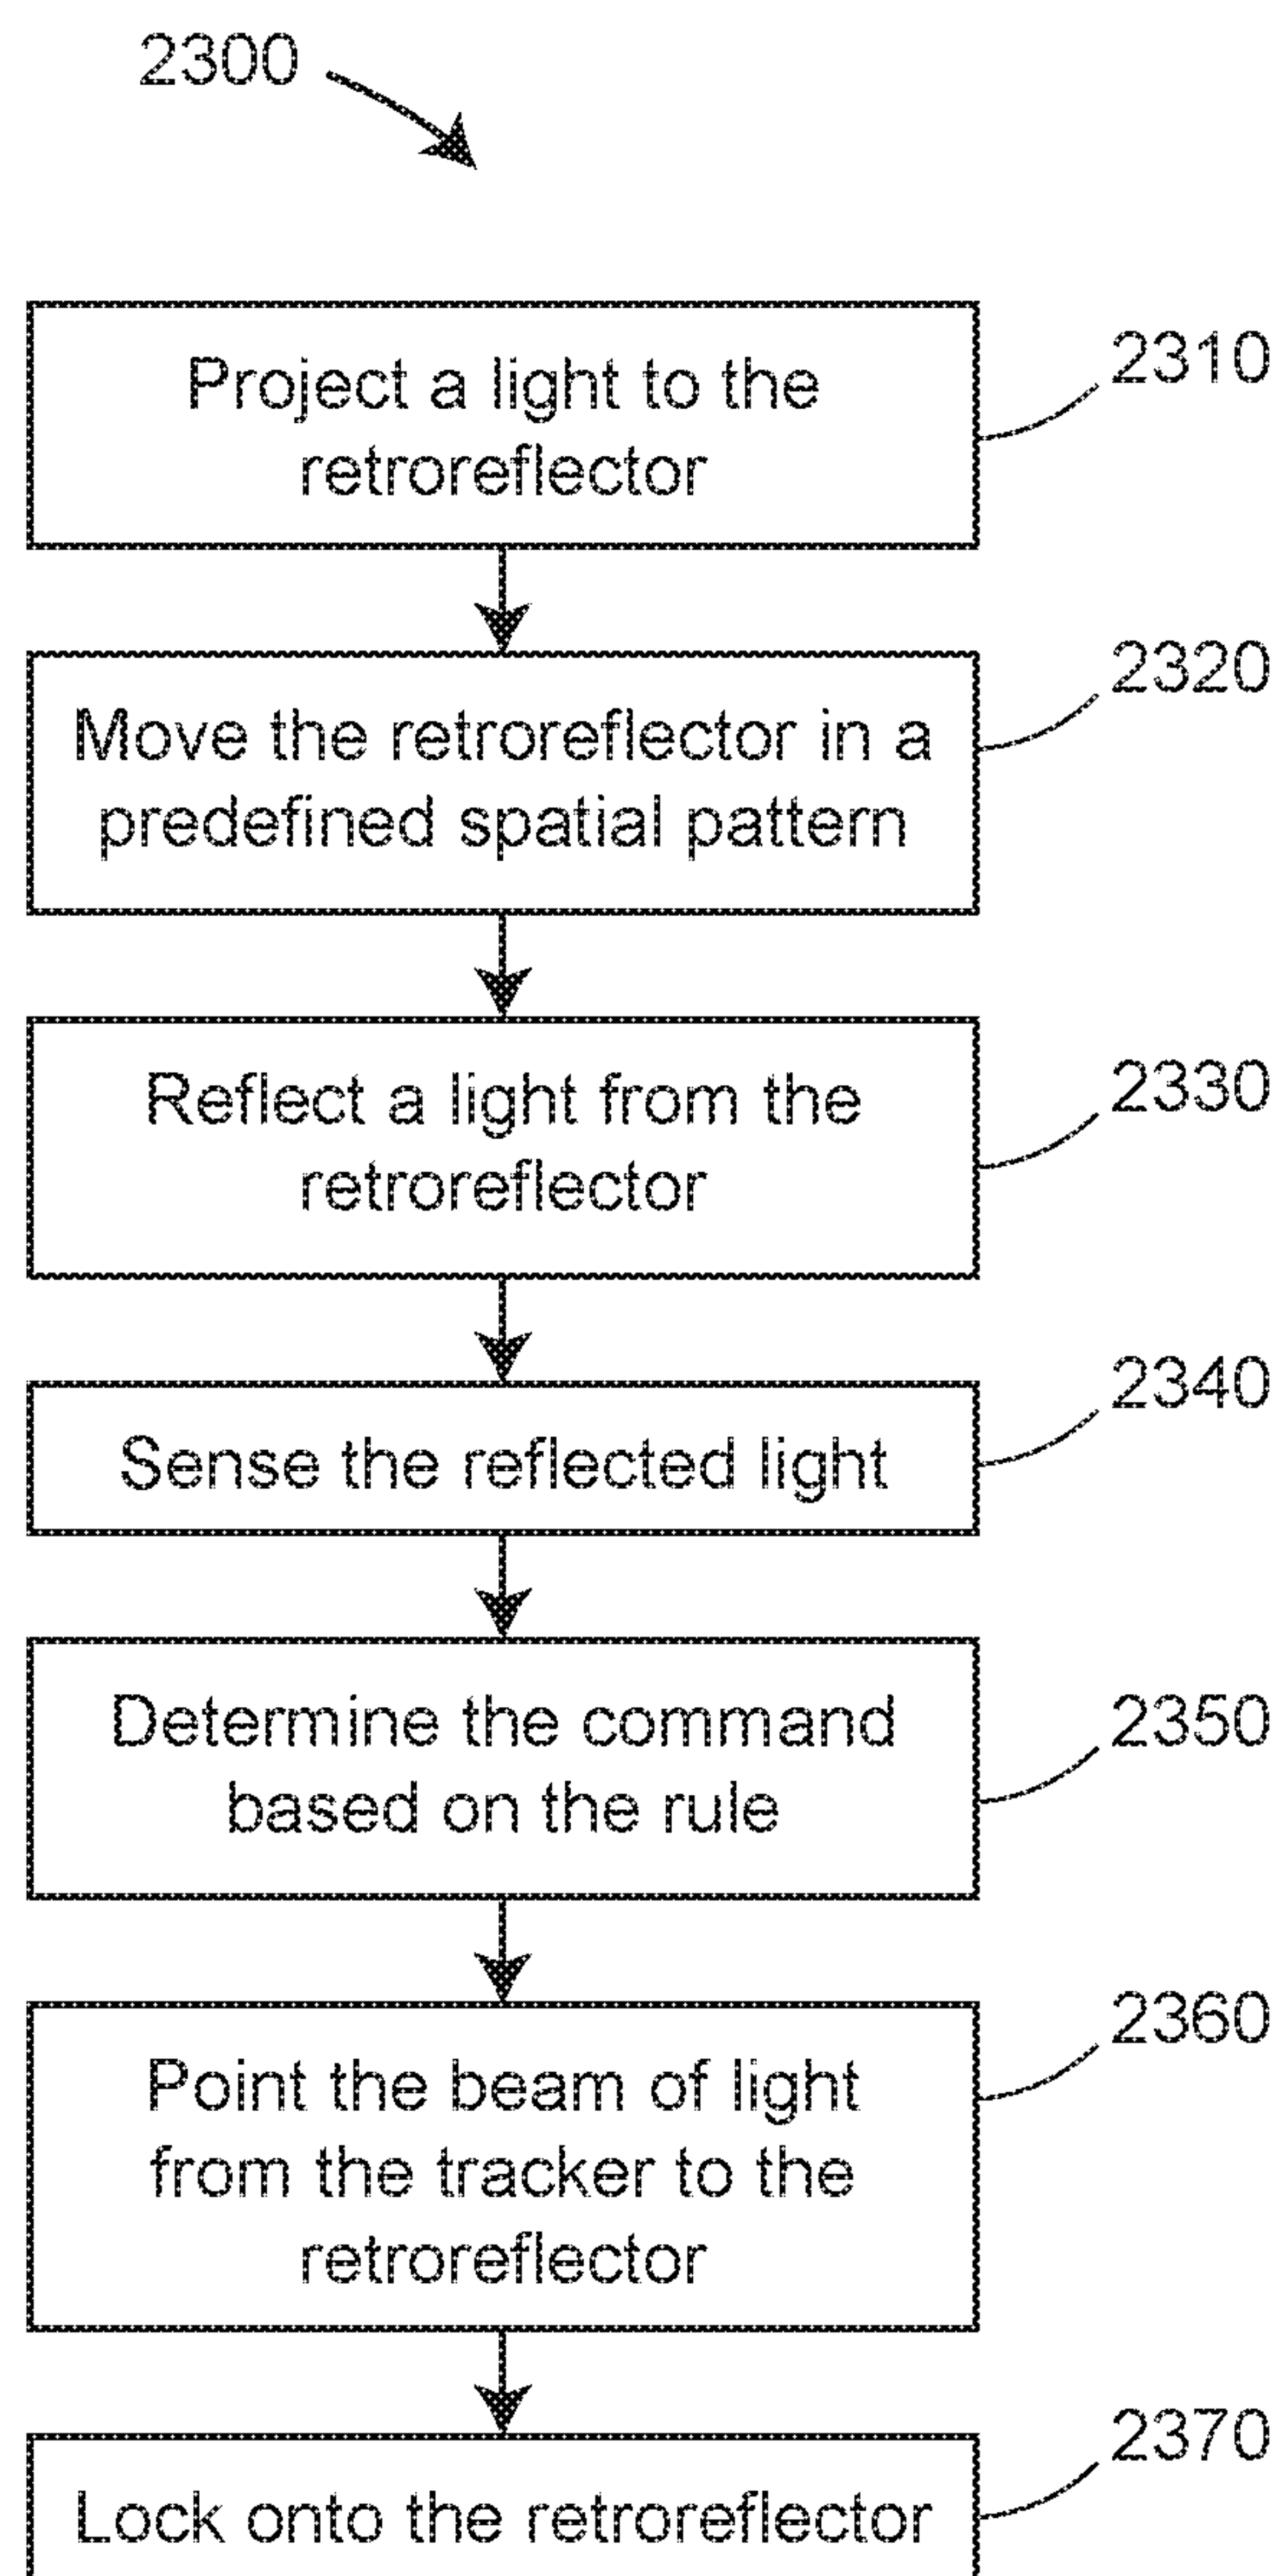 2300
Project a light to the
retroreflector
2310
Move the retroreflector in a
predefined spatial pattern
2320
Reflect a light from the
retroreflector
2330
Sense the reflected light
2340
Determine the command
based on the rule
2350
Point the beam of light
from the tracker to the
retroreflector
2360
Lock onto the retroreflector
2370